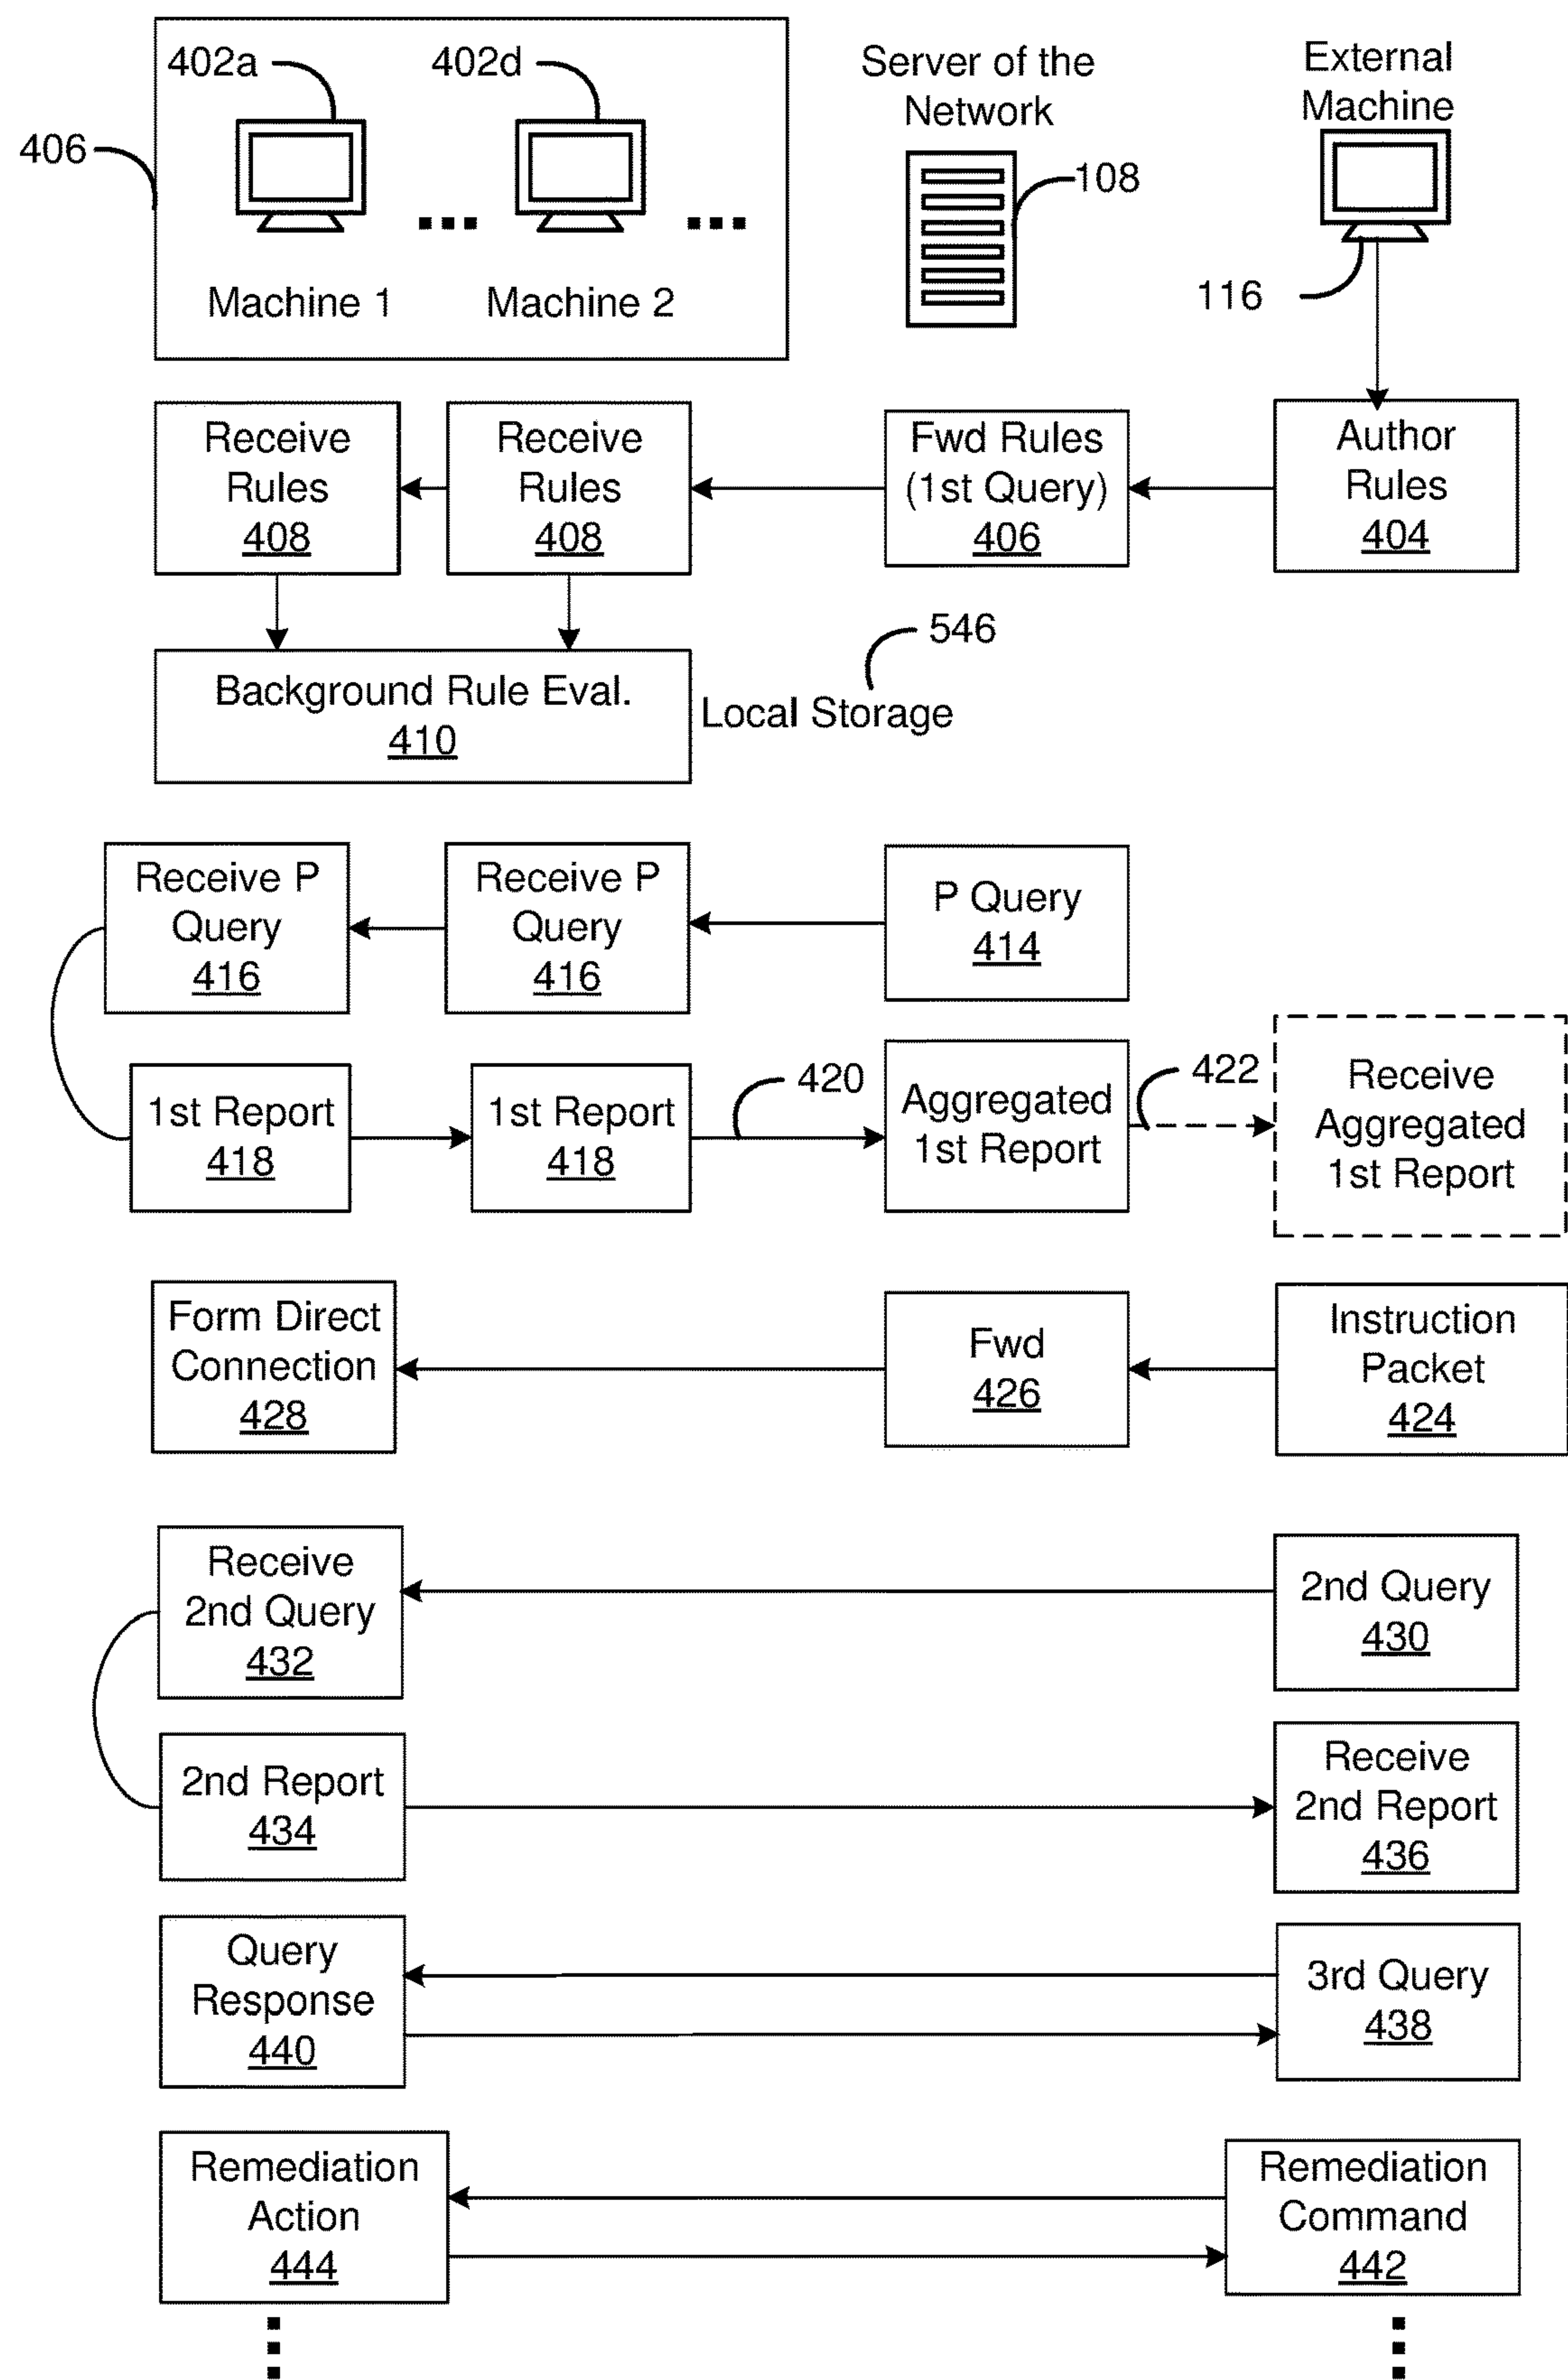 402a
402d
406
Machine 1
Machine 2
Server of the
Network
108
External
Machine
116
Receive
Rules
408
Receive
Rules
408
Fwd Rules
(1st Query)
406
Author
Rules
404
Background Rule Eval.
410
546
Local Storage
Receive P
Query
416
Receive P
Query
416
P Query
414
1st Report
418
1st Report
418
420
Aggregated
1st Report
422
Receive
Aggregated
1st Report
Form Direct
Connection
428
Fwd
426
Instruction
Packet
424
Receive
2nd Query
432
2nd Query
430
2nd Report
434
Receive
2nd Report
436
Query
Response
440
3rd Query
438
Remediation
Action
444
Remediation
Command
442